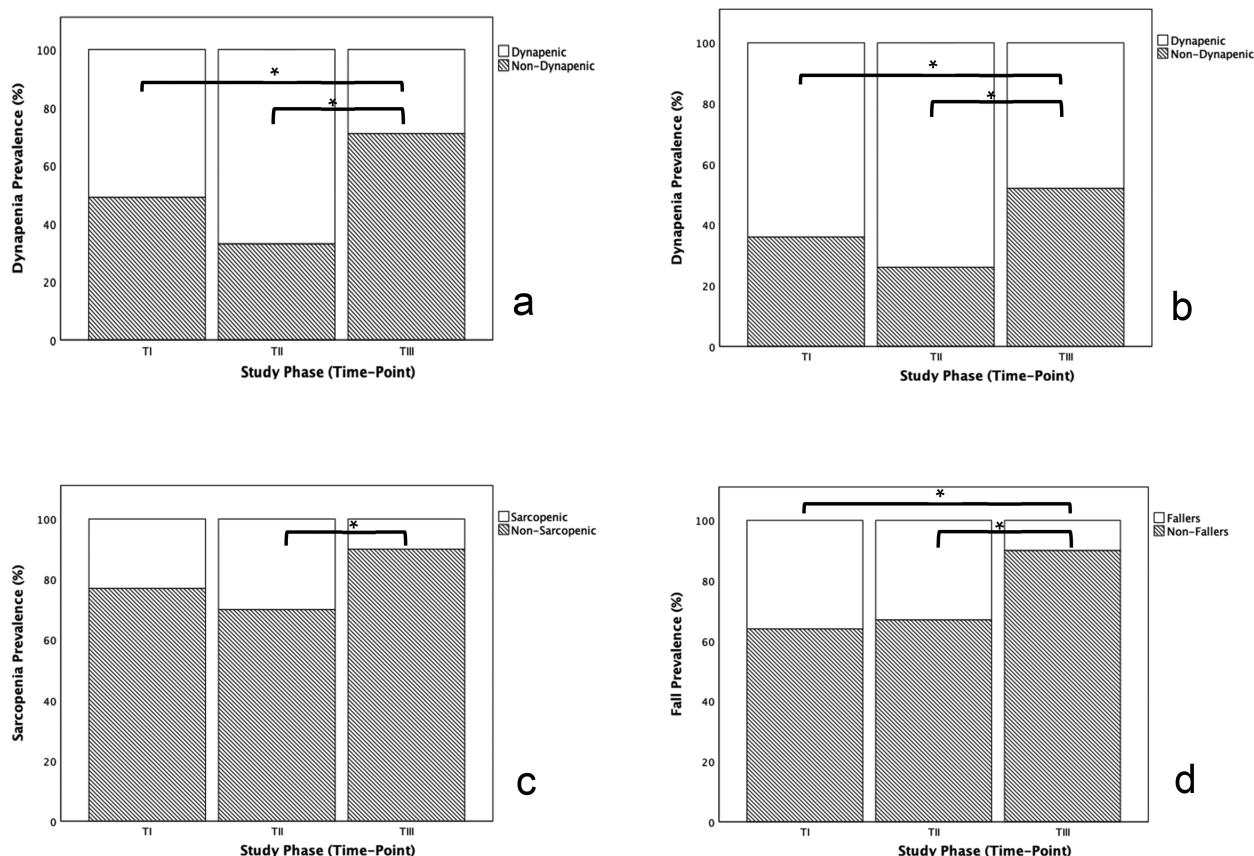 Dynapenia Prevalence (%)
100
80
60
40
20
0
*
*
TI
TII
TIII
Study Phase (Time-Point)
Dynapenic
Non-Dynapenic
a
Dynapenia Prevalence (%)
100
80
60
40
20
0
*
*
TI
TII
TIII
Study Phase (Time-Point)
Dynapenic
Non-Dynapenic
b
Sarcopenia Prevalence (%)
100
80
60
40
20
0
*
TI
TII
TIII
Study Phase (Time-Point)
Sarcopenic
Non-Sarcopenic
c
Fall Prevalence (%)
100
80
60
40
20
0
*
*
TI
TII
TIII
Study Phase (Time-Point)
Fallers
Non-Fallers
d